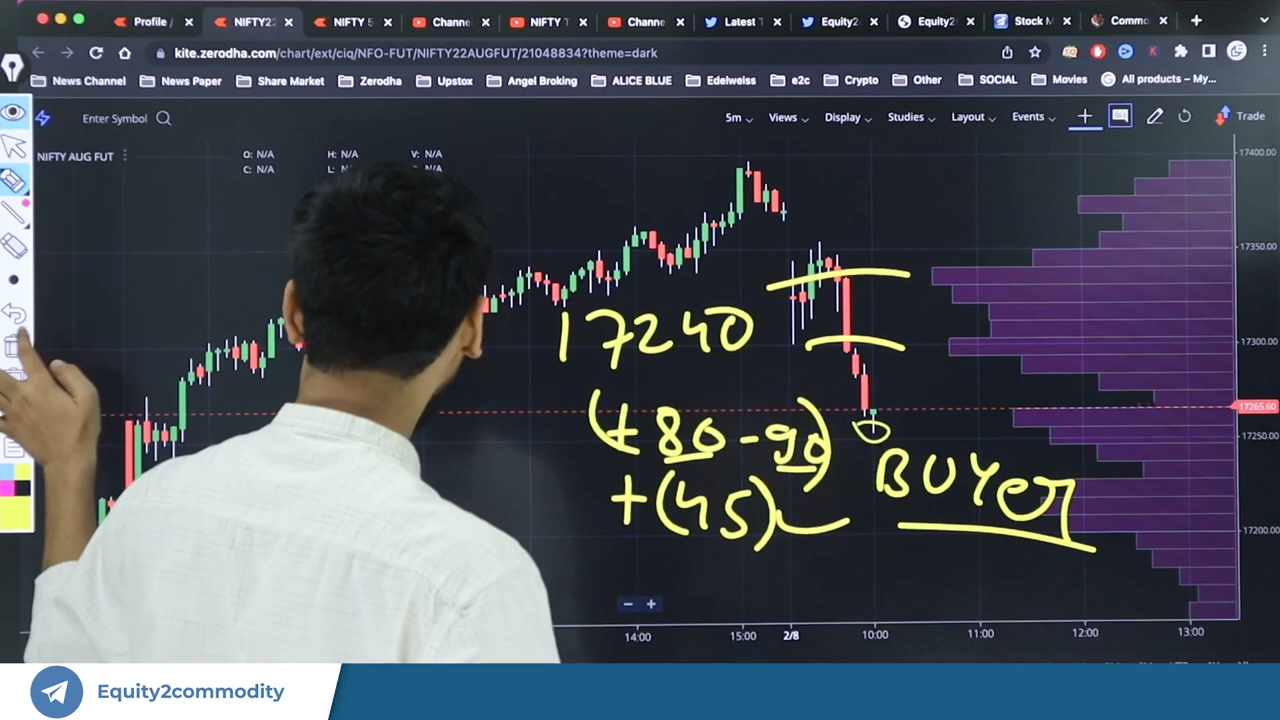 Profile /
NIFTY22
NIFTY 5
Channe
NIFTY T
Channe
Latest T
Equity2
Equity2
Stock M
Commo
kite.zerodha.com/chart/ext/ciq/NFO-FUT/NIFTY22AUGFUT/21048834?theme=dark
News Channel
News Paper
Share Market
Zerodha
Upstox
Angel Broking
ALICE BLUE
Edelweiss
e2c
Crypto
Other
SOCIAL
Movies
All products – My...
Enter Symbol
5m
Views
Display
Studies
Layout
Events
Trade
NIFTY AUG FUT
O: N/A
H: N/A
V: N/A
C: N/A
L:
17400.00
17350.00
17300.00
17265.60
17250.00
17200.00
17240
(+ 80 - 90)
+(45)
BUYer
14:00
15:00
2/8
10:00
11:00
12:00
13:00
Equity2commodity